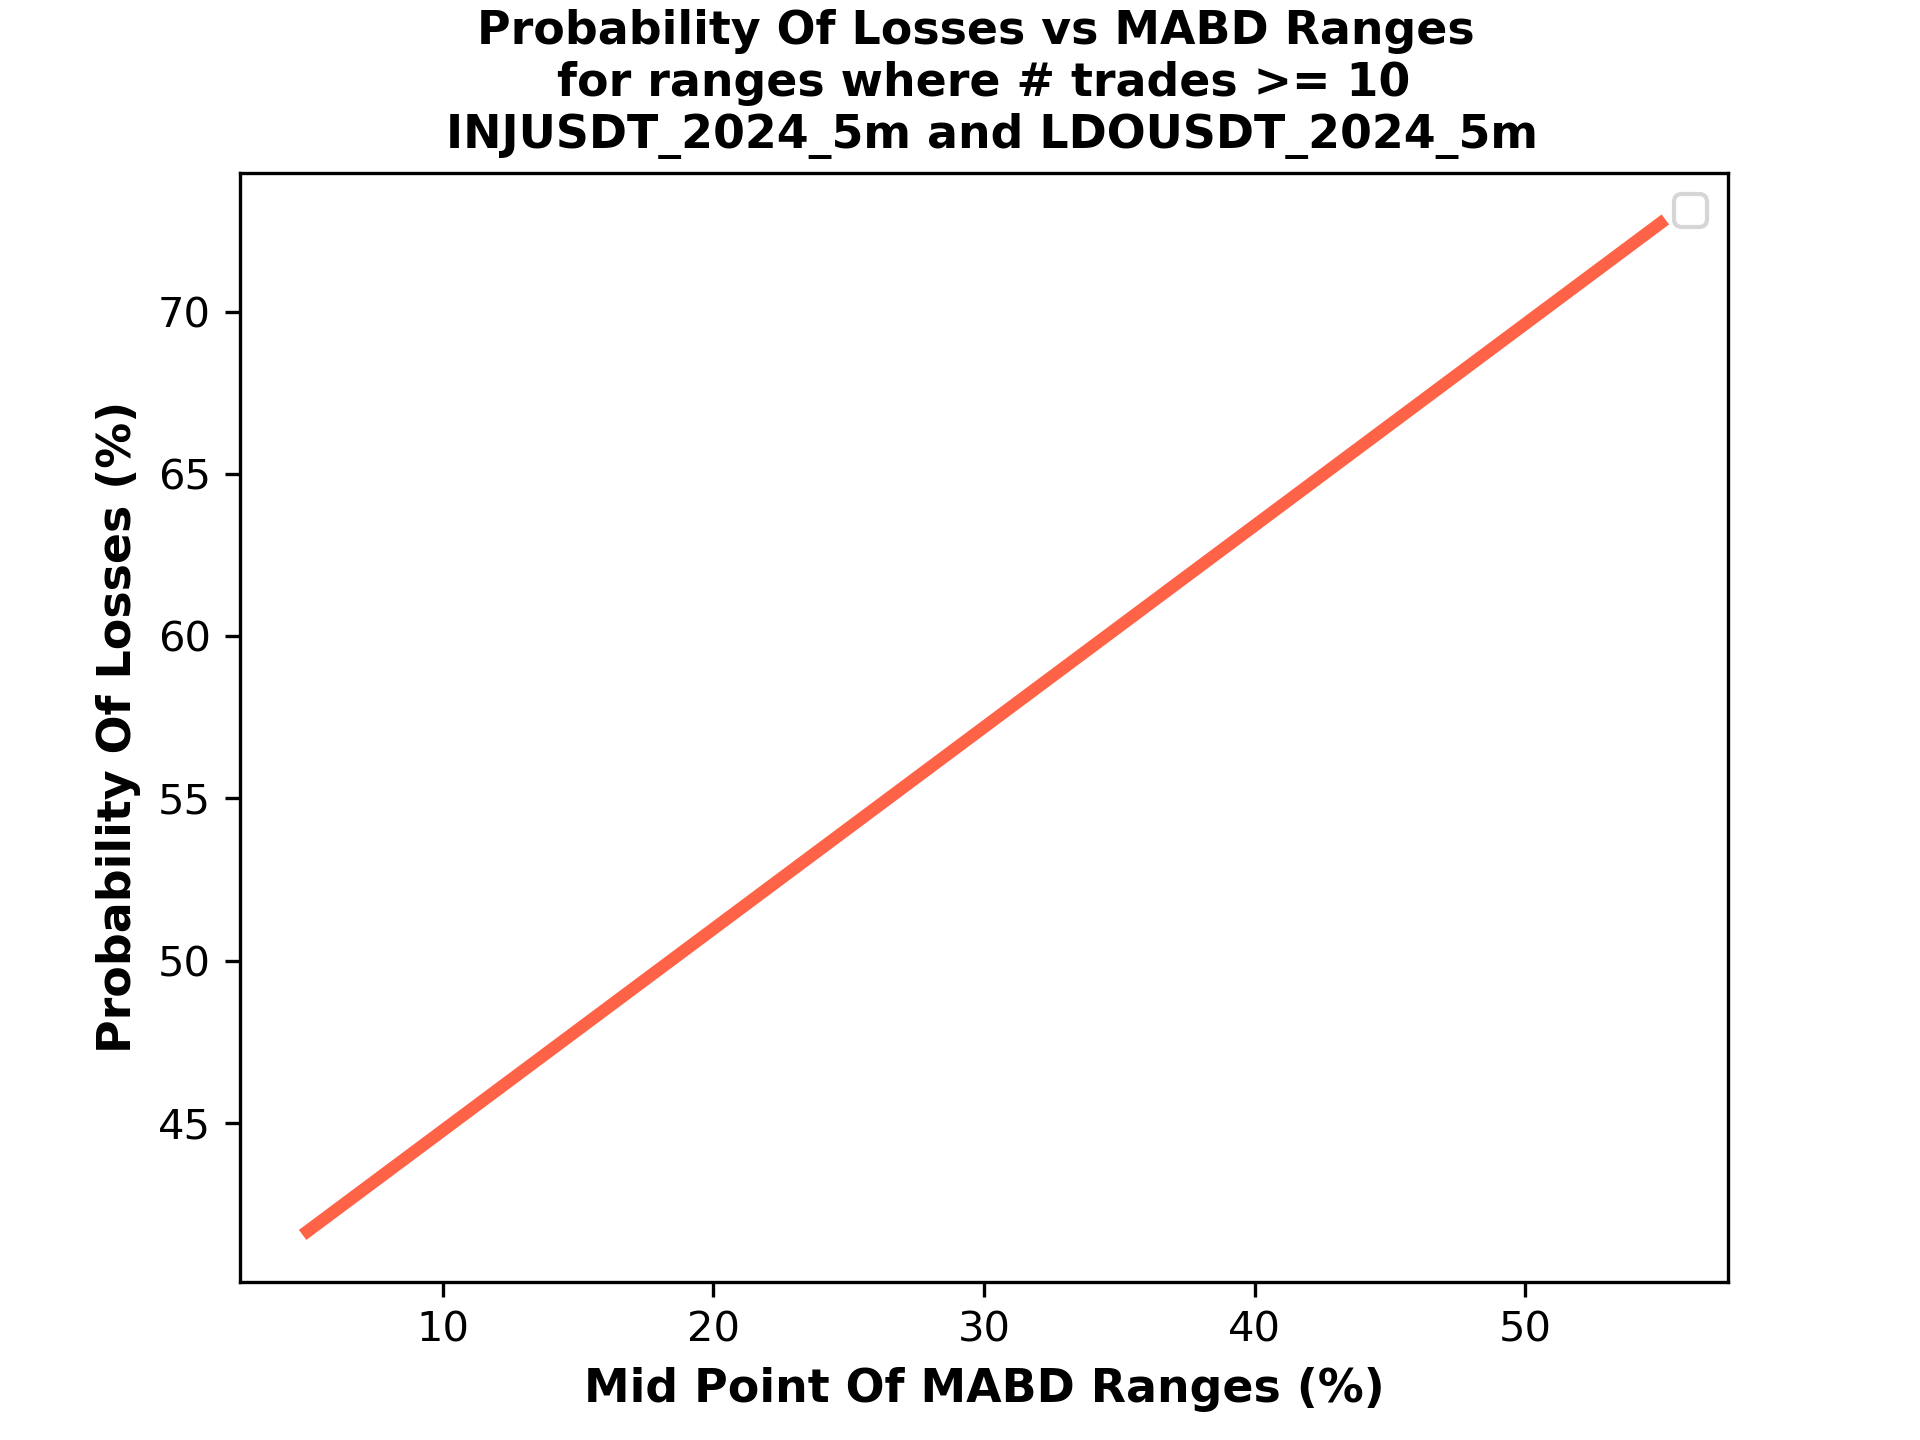 Probability Of Losses vs MABD Ranges
for ranges where # trades >= 10
INJUSDT_2024_5m and LDOUSDT_2024_5m
Probability Of Losses (%)
70
65
60
55
50
45
10 20 30 40 50
Mid Point Of MABD Ranges (%)